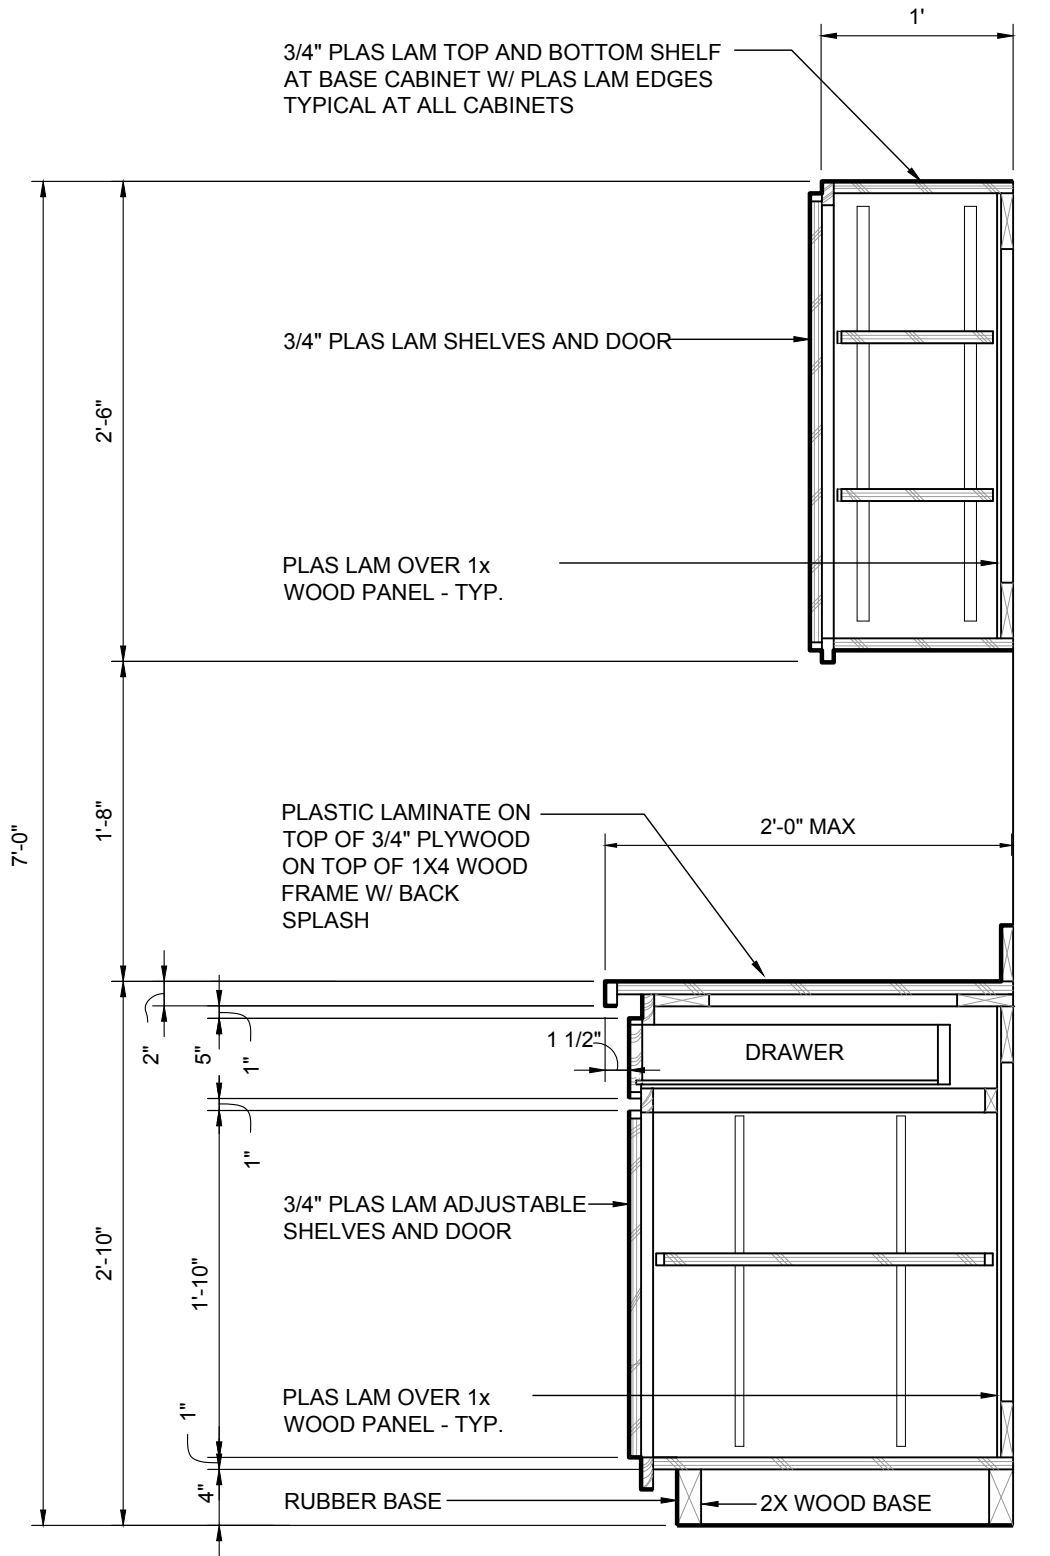 1'
3/4" PLAS LAM TOP AND BOTTOM SHELF
AT BASE CABINET W/ PLAS LAM EDGES
TYPICAL AT ALL CABINETS
3/4" PLAS LAM SHELVES AND DOOR
2'-6"
PLAS LAM OVER 1x
WOOD PANEL - TYP.
7'-0"
1'-8"
PLASTIC LAMINATE ON
TOP OF 3/4" PLYWOOD
ON TOP OF 1X4 WOOD
FRAME W/ BACK
SPLASH
2'-0" MAX
2"
5"
1"
1 1/2"
DRAWER
1"
3/4" PLAS LAM ADJUSTABLE
SHELVES AND DOOR
2'-10"
1'-10"
PLAS LAM OVER 1x
WOOD PANEL - TYP.
1"
4"
RUBBER BASE
2X WOOD BASE